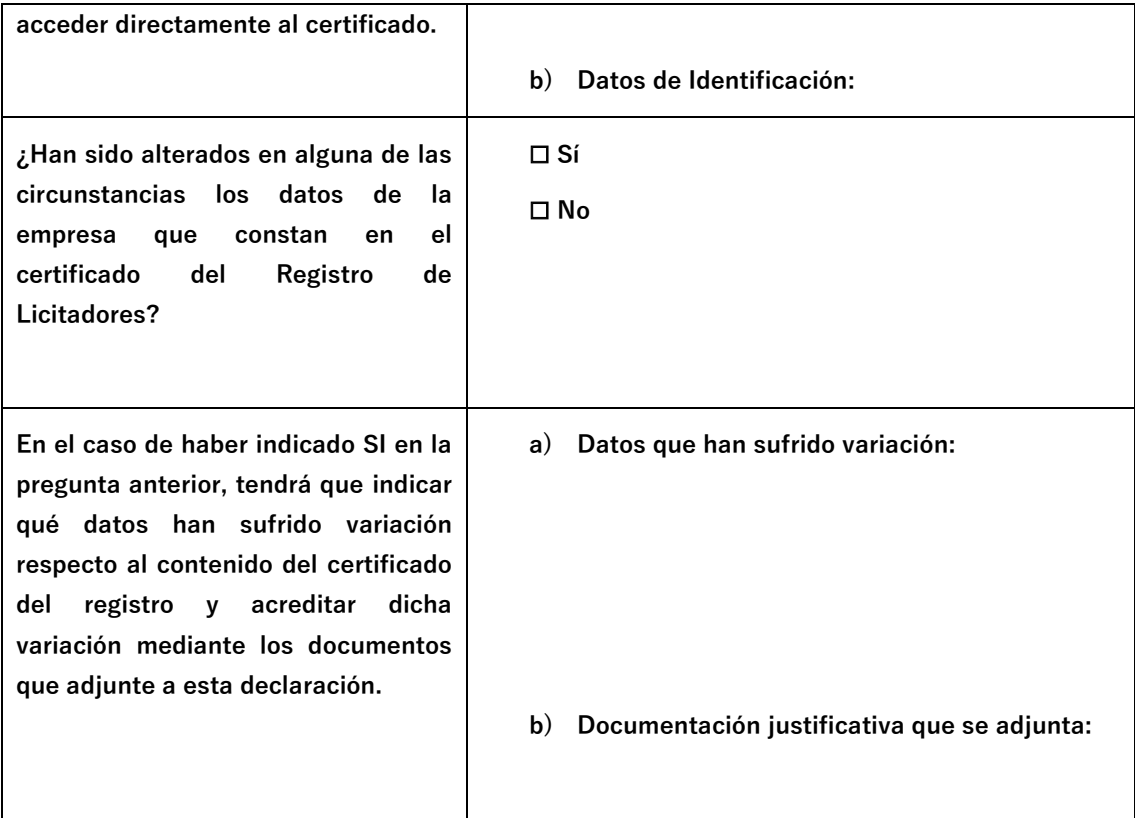 acceder directamente al certificado.
b) Datos de Identificación:
¿Han sido alterados en alguna de las
circunstancias los datos de la
empresa que constan en el
certificado del Registro de
Licitadores?
☐ Sí
☐ No
En el caso de haber indicado SI en la
pregunta anterior, tendrá que indicar
qué datos han sufrido variación
respecto al contenido del certificado
del registro y acreditar dicha
variación mediante los documentos
que adjunte a esta declaración.
a) Datos que han sufrido variación:
b) Documentación justificativa que se adjunta: